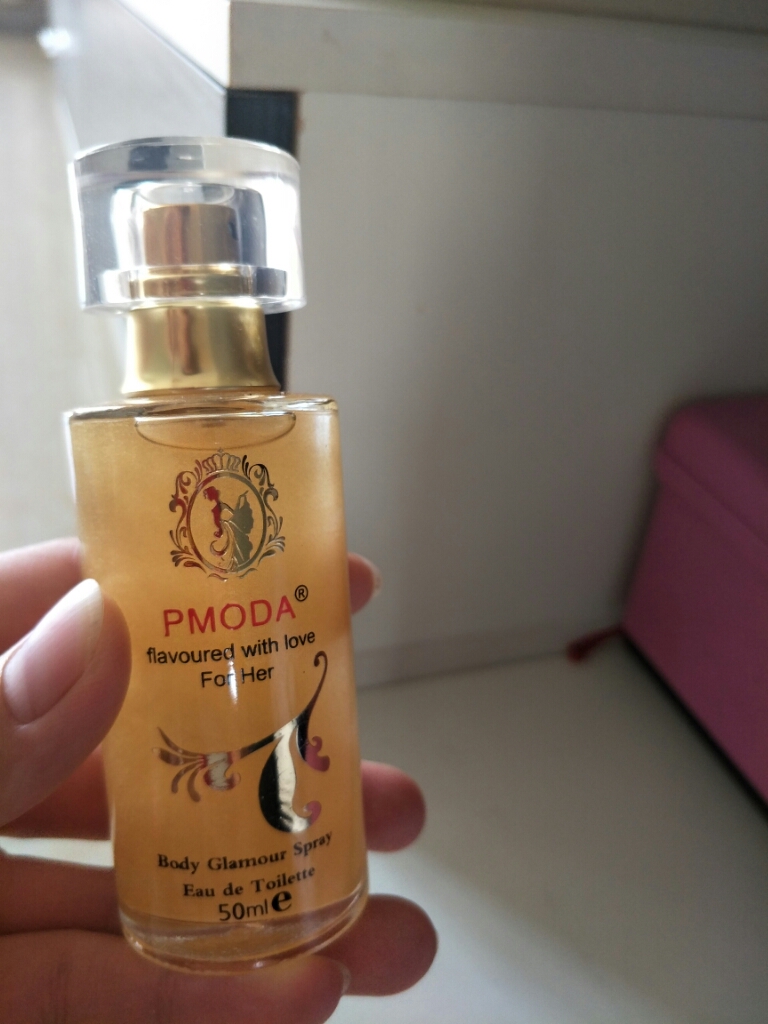 PMODA®
flavoured with love
For Her
Body Glamour Spray
Eau de Toilette
50ml e